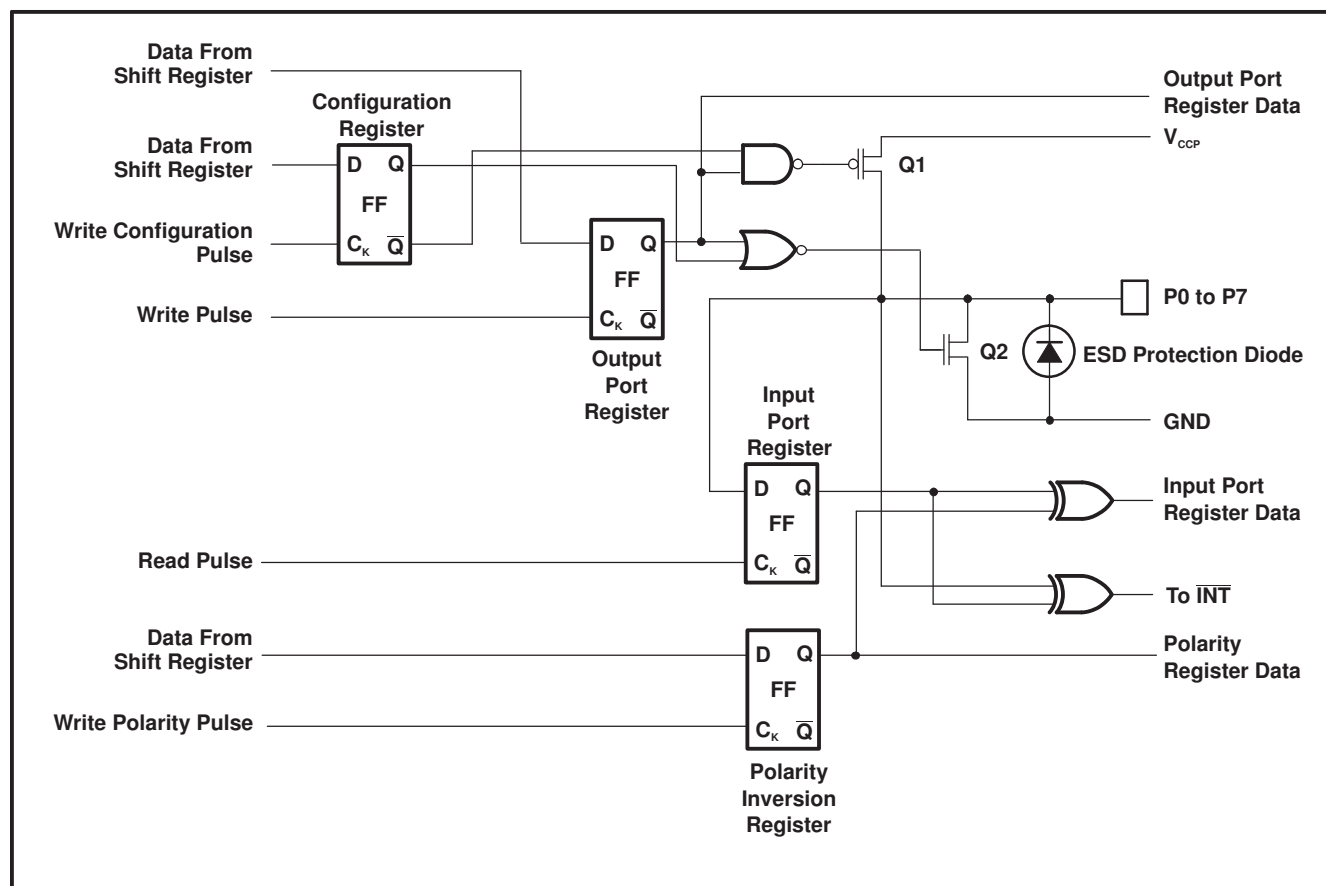 Data From
Shift Register
Configuration
Register
Output Port
Register Data
V_CCP
Data From
Shift Register
D Q
FF
C_K Q̅
Q1
Write Configuration
Pulse
D Q
FF
C_K Q̅
P0 to P7
Write Pulse
Q2
ESD Protection Diode
Output
Port
Register
Input
Port
Register
GND
D Q
FF
C_K Q̅
Input Port
Register Data
Read Pulse
To I̅N̅T̅
Data From
Shift Register
D Q
FF
C_K Q̅
Polarity
Register Data
Write Polarity Pulse
Polarity
Inversion
Register